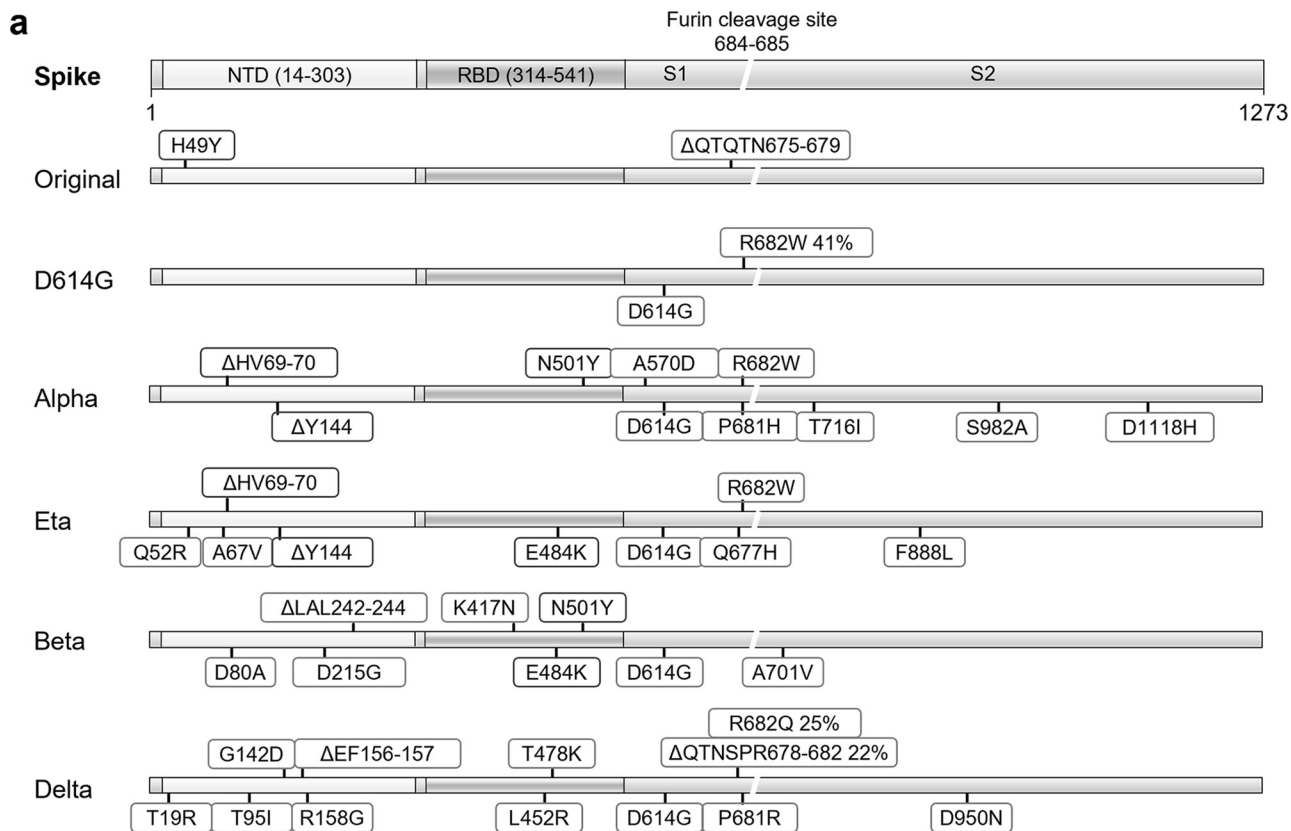 a
Furin cleavage site
684-685
Spike
NTD (14-303)
RBD (314-541)
S1
S2
1
1273
H49Y
ΔQTQTN675-679
Original
R682W 41%
D614G
D614G
ΔHV69-70
N501Y
A570D
R682W
Alpha
ΔY144
D614G
P681H
T716I
S982A
D1118H
ΔHV69-70
R682W
Eta
Q52R
A67V
ΔY144
E484K
D614G
Q677H
F888L
ΔLAL242-244
K417N
N501Y
Beta
D80A
D215G
E484K
D614G
A701V
R682Q 25%
G142D
ΔEF156-157
T478K
ΔQTNSPR678-682 22%
Delta
T19R
T95I
R158G
L452R
D614G
P681R
D950N